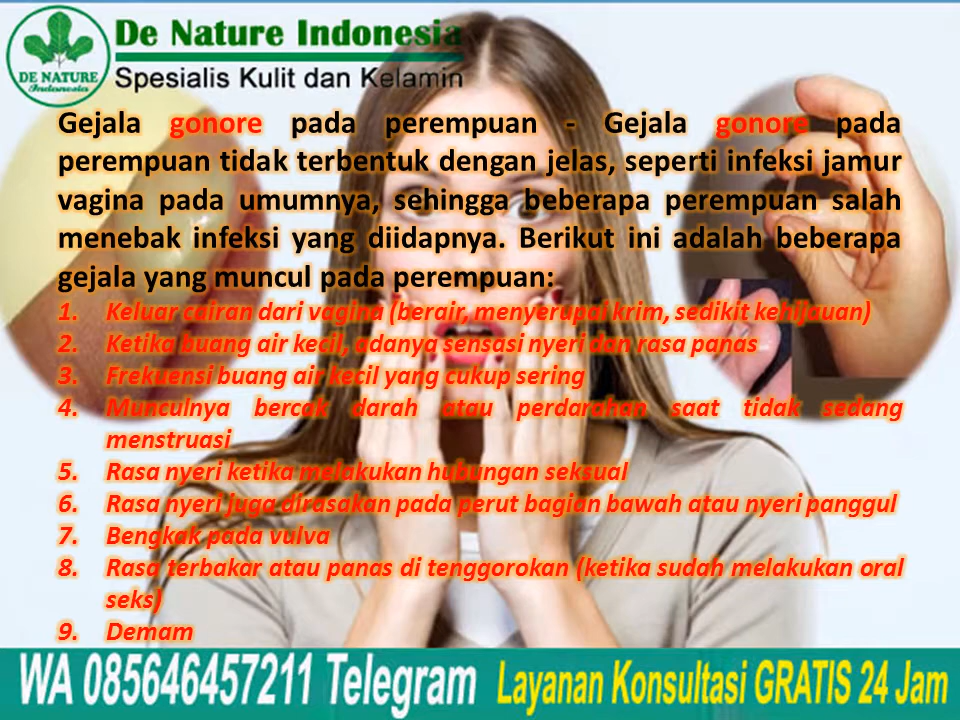 De Nature Indonesia
Spesialis Kulit dan Kelamin
DE NATURE
Indonesia
Gejala gonore pada perempuan - Gejala gonore pada
perempuan tidak terbentuk dengan jelas, seperti infeksi jamur
vagina pada umumnya, sehingga beberapa perempuan salah
menebak infeksi yang diidapnya. Berikut ini adalah beberapa
gejala yang muncul pada perempuan:
1. Keluar cairan dari vagina (berair, menyerupai krim, sedikit kehijauan)
2. Ketika buang air kecil, adanya sensasi nyeri dan rasa panas
3. Frekuensi buang air kecil yang cukup sering
4. Munculnya bercak darah atau perdarahan saat tidak sedang
menstruasi
5. Rasa nyeri ketika melakukan hubungan seksual
6. Rasa nyeri juga dirasakan pada perut bagian bawah atau nyeri panggul
7. Bengkak pada vulva
8. Rasa terbakar atau panas di tenggorokan (ketika sudah melakukan oral
seks)
9. Demam
WA 085646457211 Telegram Layanan Konsultasi GRATIS 24 Jam